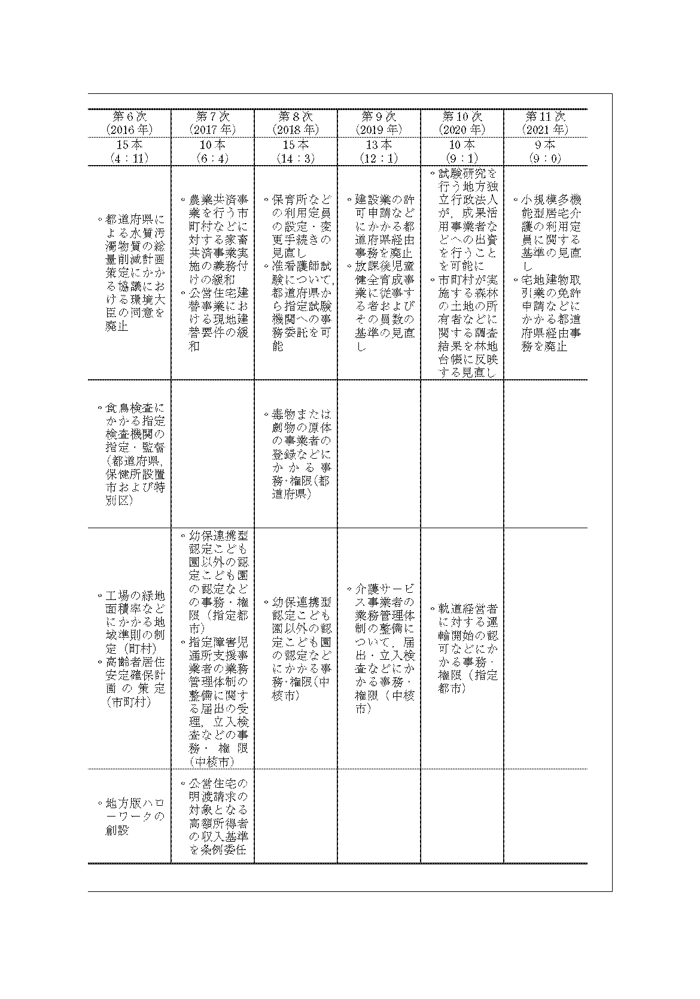 第6次
(2016年)
第7次
(2017年)
第8次
(2018年)
第9次
(2019年)
第10次
(2020年)
第11次
(2021年)
15本
(4：11)
10本
(6：4)
15本
(14：3)
13本
(12：1)
10本
(9：1)
9本
(9：0)
◦都道府県に
よる水質汚
濁物質の総
量削減計画
策定にかか
る協議にお
ける環境大
臣の同意を
廃止
◦農業共済事
業を行う市
町村などに
対する家畜
共済事業実
施の義務付
けの緩和
◦公営住宅建
替事業にお
ける現地建
替要件の緩
和
◦保育所など
の利用定員
の設定・変
更手続きの
見直し
◦准看護師試
験について，
都道府県か
ら指定試験
機関への事
務委託を可
能
◦建設業の許
可申請など
にかかる都
道府県経由
事務を廃止
◦放課後児童
健全育成事
業に従事す
る者および
その員数の
基準の見直
し
◦試験研究を
行う地方独
立行政法人
が，成果活
用事業者な
どへの出資
を行うこと
を可能に
◦市町村が実
施する森林
の土地の所
有者などに
関する調査
結果を林地
台帳に反映
する見直し
◦小規模多機
能型居宅介
護の利用定
員に関する
基準の見直
し
◦宅地建物取
引業の免許
申請などに
かかる都道
府県経由事
務を廃止
◦食鳥検査に
かかる指定
検査機関の
指定・監督
(都道府県，
保健所設置
市および特
別区)
◦毒物または
劇物の原体
の事業者の
登録などに
かかる事
務・権限(都
道府県)
◦工場の緑地
面積率など
にかかる地
域準則の制
定（町村）
◦高齢者居住
安定確保計
画の策定
(市町村)
◦幼保連携型
認定こども
園以外の認
定こども園
の認定など
の事務・権
限（指定都
市）
◦指定障害児
通所支援事
業者の業務
管理体制の
整備に関す
る届出の受
理，立入検
査などの事
務・権限
(中核市)
◦幼保連携型
認定こども
園以外の認
定こども園
の認定など
にかかる事
務・権限(中
核市)
◦介護サービ
ス事業者の
業務管理体
制の整備に
ついて，届
出・立入検
査などにか
かる事務・
権限（中核
市）
◦軌道経営者
に対する運
輸開始の認
可などにか
かる事務・
権限（指定
都市）
◦地方版ハロ
ーワークの
創設
◦公営住宅の
明渡請求の
対象となる
高額所得者
の収入基準
を条例委任